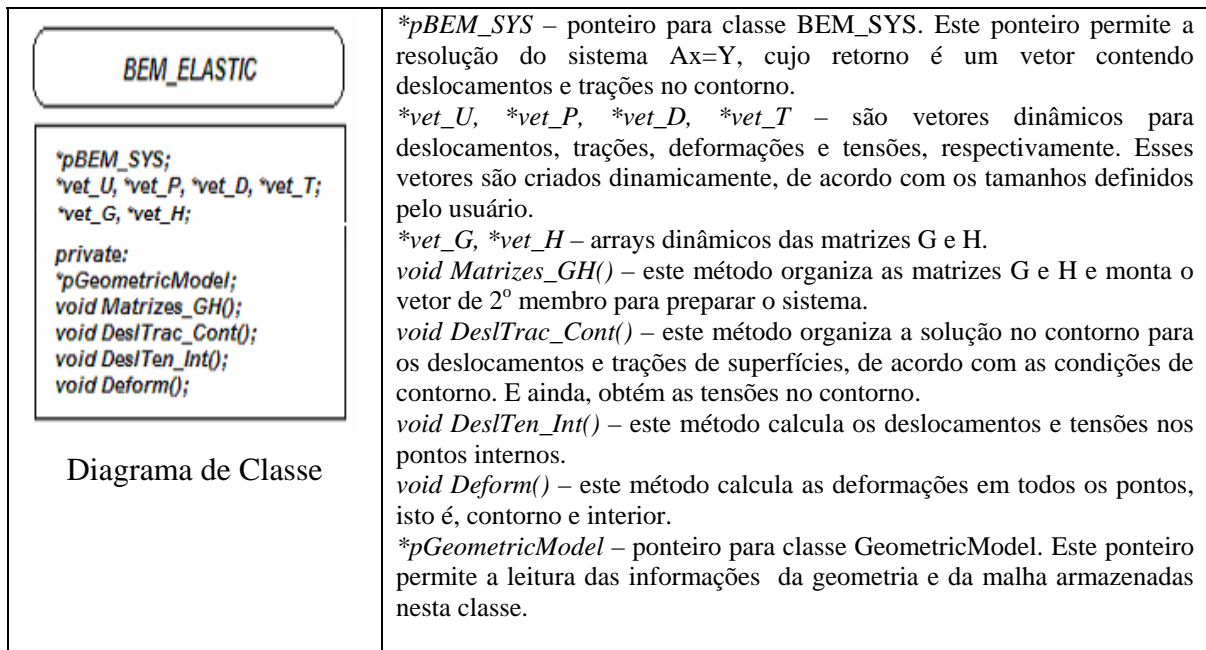 BEM_ELASTIC
*pBEM_SYS;
*vet_U, *vet_P, *vet_D, *vet_T;
*vet_G, *vet_H;
private:
*pGeometricModel;
void Matrizes_GH();
void DeslTrac_Cont();
void DeslTen_Int();
void Deform();
Diagrama de Classe
*pBEM_SYS – ponteiro para classe BEM_SYS. Este ponteiro permite a
resolução do sistema Ax=Y, cujo retorno é um vetor contendo
deslocamentos e trações no contorno.
*vet_U, *vet_P, *vet_D, *vet_T – são vetores dinâmicos para
deslocamentos, trações, deformações e tensões, respectivamente. Esses
vetores são criados dinamicamente, de acordo com os tamanhos definidos
pelo usuário.
*vet_G, *vet_H – arrays dinâmicos das matrizes G e H.
void Matrizes_GH() – este método organiza as matrizes G e H e monta o
vetor de 2º membro para preparar o sistema.
void DeslTrac_Cont() – este método organiza a solução no contorno para
os deslocamentos e trações de superfícies, de acordo com as condições de
contorno. E ainda, obtém as tensões no contorno.
void DeslTen_Int() – este método calcula os deslocamentos e tensões nos
pontos internos.
void Deform() – este método calcula as deformações em todos os pontos,
isto é, contorno e interior.
*pGeometricModel – ponteiro para classe GeometricModel. Este ponteiro
permite a leitura das informações da geometria e da malha armazenadas
nesta classe.